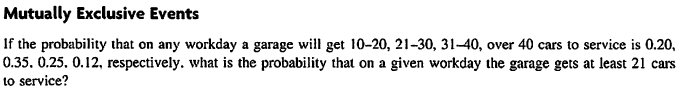 Mutually Exclusive Events
If the probability that on any workday a garage will get 10–20, 21–30, 31–40, over 40 cars to service is 0.20,
0.35. 0.25. 0.12, respectively. what is the probability that on a given workday the garage gets at least 21 cars
to service?